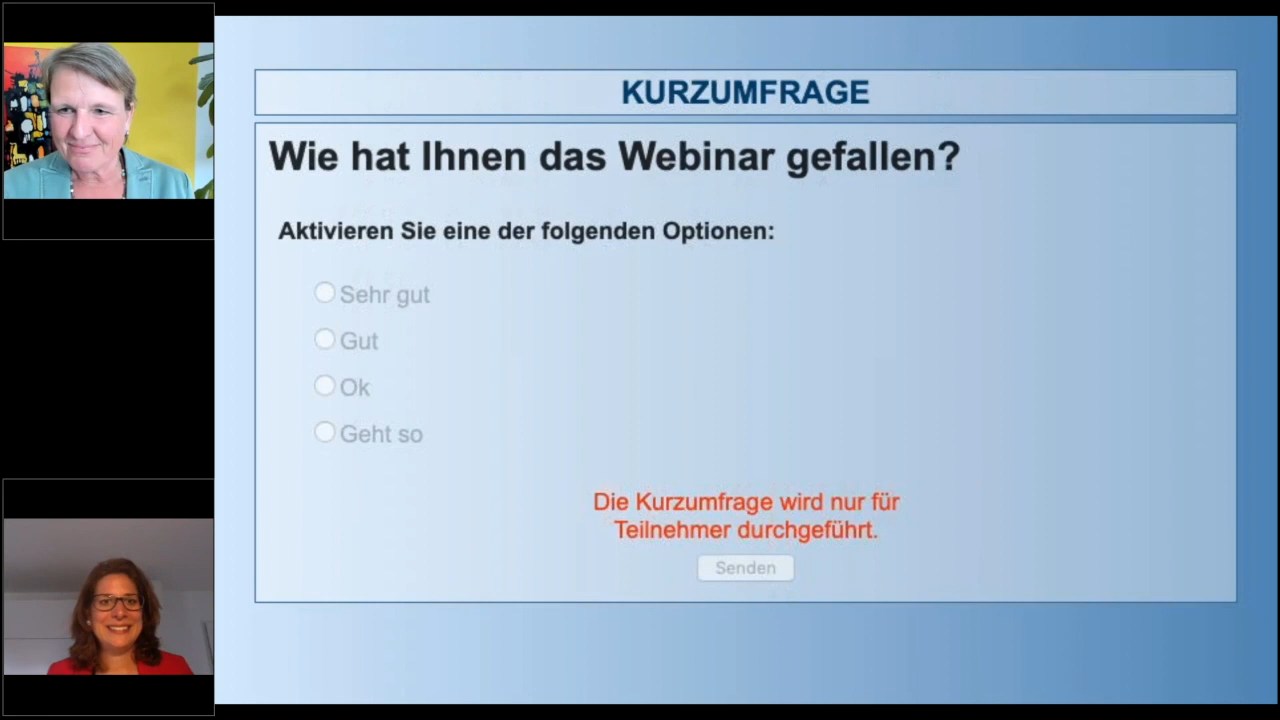 KURZUMFRAGE
Wie hat Ihnen das Webinar gefallen?
Aktivieren Sie eine der folgenden Optionen:
Sehr gut
Gut
Ok
Geht so
Die Kurzumfrage wird nur für
Teilnehmer durchgeführt.
Senden